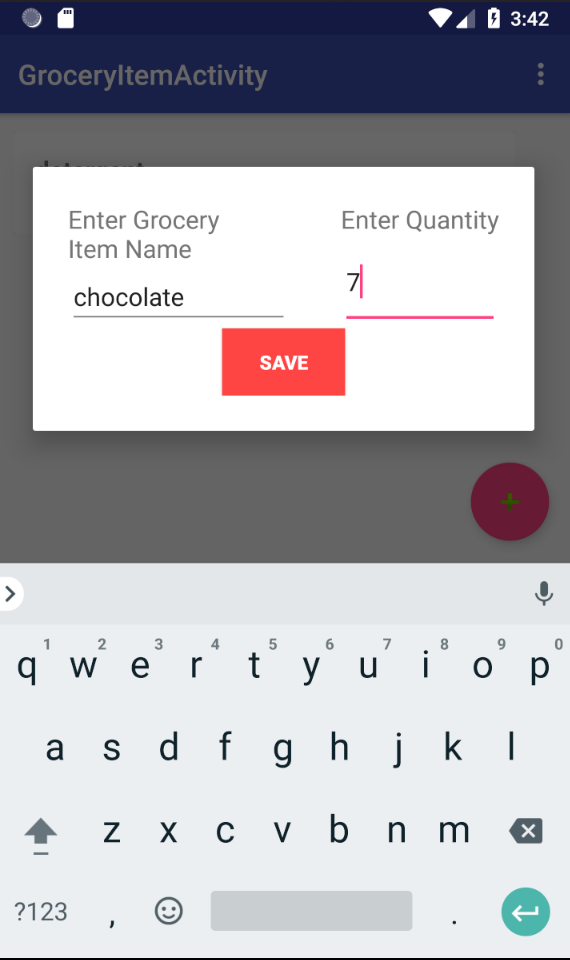 3:42
GroceryItemActivity
Enter Grocery
Item Name
Enter Quantity
chocolate
7
SAVE
+
1 2 3 4 5 6 7 8 9 0
q w e r t y u i o p
a s d f g h j k l
z x c v b n m
?123 , .